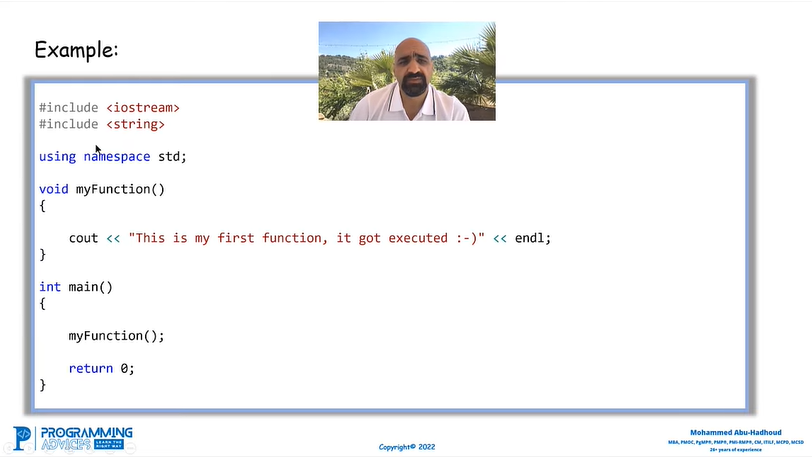 Example:
#include <iostream>
#include <string>
using namespace std;
void myFunction()
{
cout << "This is my first function, it got executed :-)" << endl;
}
int main()
{
myFunction();
return 0;
}
PROGRAMMING
ADVICES
LEARN THE
RIGHT WAY
Copyright© 2022
Mohammed Abu-Hadhoud
MBA, PMOC, PgMP®, PMP®, PMI-RMP®, CM, ITILF, MCPD, MCSD
26+ years of experience